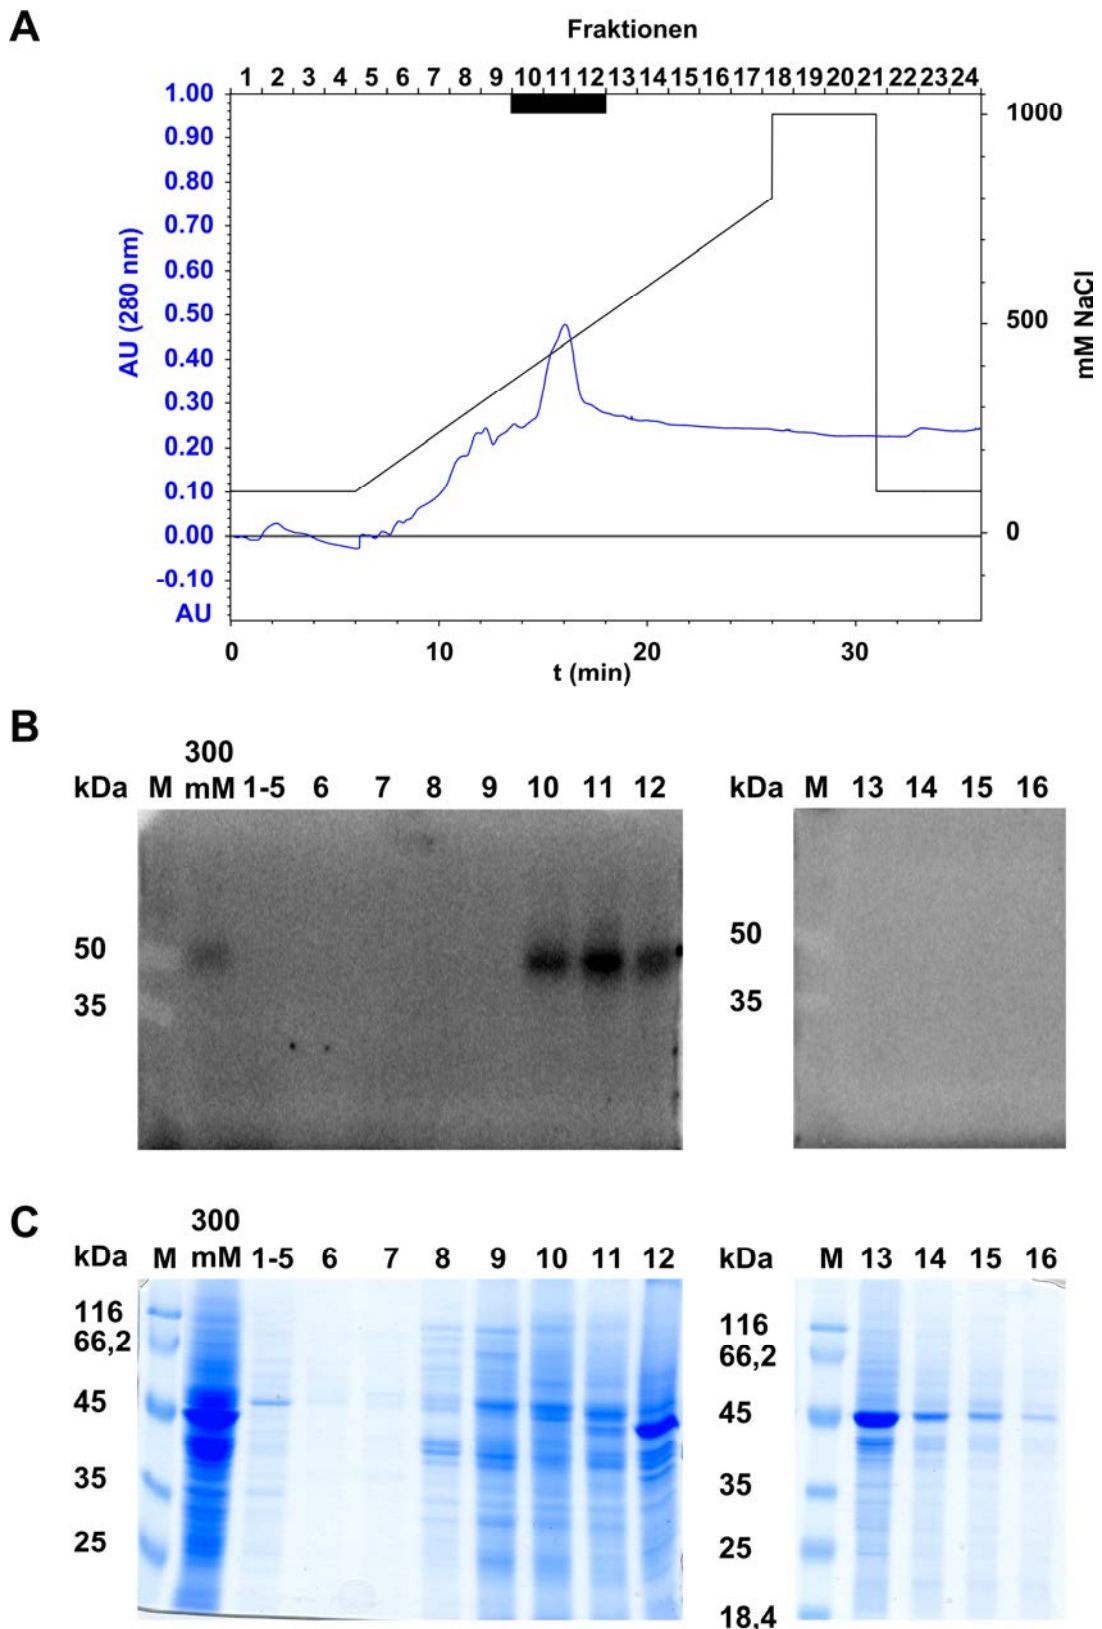 A
Fraktionen
1 2 3 4 5 6 7 8 9 10 11 12 13 14 15 16 17 18 19 20 21 22 23 24
1.00
0.90
0.80
0.70
0.60
0.50
0.40
0.30
0.20
0.10
0.00
-0.10
AU
AU (280 nm)
1000
500
0
mM NaCl
0 10 20 30
t (min)
B
300
kDa M mM 1-5 6 7 8 9 10 11 12 kDa M 13 14 15 16
50 50
35 35
C
300
kDa M mM 1-5 6 7 8 9 10 11 12 kDa M 13 14 15 16
116 116
66,2 66,2
45 45
35 35
25 25
18,4